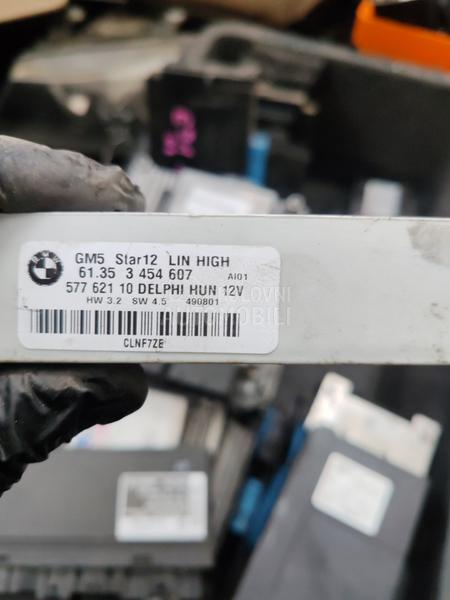 GM5 Star12 LIN HIGH
61.35 3 454 607 AI01
577 621 10 DELPHI HUN 12V
HW 3.2 SW 4.5 490801
CLNF7ZE